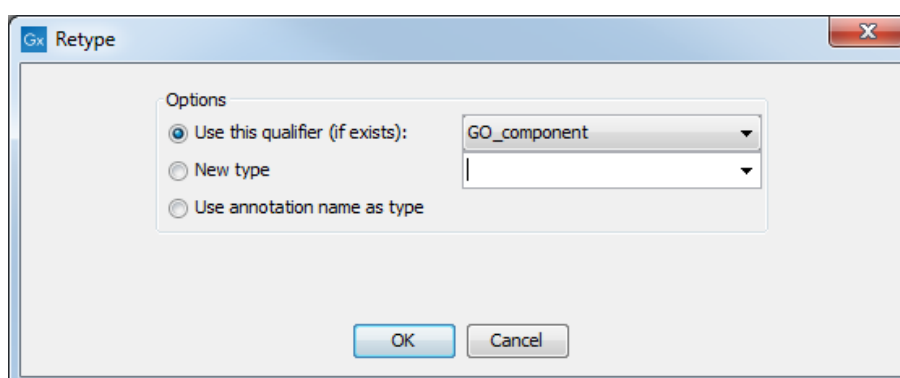 Gx Retype
Options
Use this qualifier (if exists): GO_component
New type
Use annotation name as type
OK Cancel